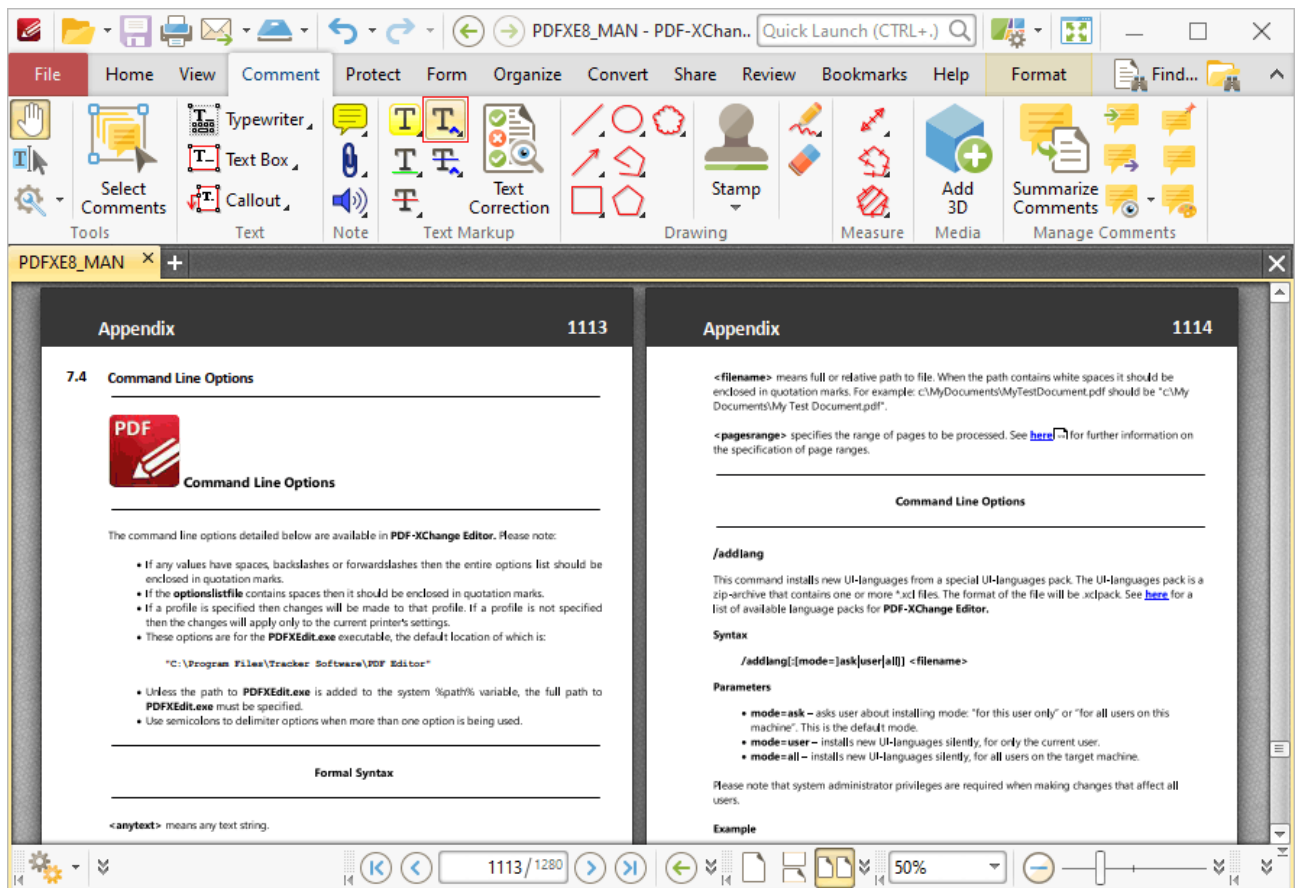 PDFXE8_MAN - PDF-XChan..
Quick Launch (CTRL+.)
File Home View Comment Protect Form Organize Convert Share Review Bookmarks Help Format Find...
Select Comments
Tools
Typewriter
Text Box
Callout
Text
Note
Text Correction
Text Markup
Stamp
Drawing
Measure
Add 3D
Media
Summarize Comments
Manage Comments
PDFXE8_MAN
Appendix 1113
7.4 Command Line Options
PDF
Command Line Options
The command line options detailed below are available in PDF-XChange Editor. Please note:
• If any values have spaces, backslashes or forwardslashes then the entire options list should be
enclosed in quotation marks.
• If the optionslistfile contains spaces then it should be enclosed in quotation marks.
• If a profile is specified then changes will be made to that profile. If a profile is not specified
then the changes will apply only to the current printer's settings.
• These options are for the PDFXEdit.exe executable, the default location of which is:
"C:\Program Files\Tracker Software\PDF Editor"
• Unless the path to PDFXEdit.exe is added to the system %path% variable, the full path to
PDFXEdit.exe must be specified.
• Use semicolons to delimiter options when more than one option is being used.
Formal Syntax
<anytext> means any text string.
Appendix 1114
<filename> means full or relative path to file. When the path contains white spaces it should be
enclosed in quotation marks. For example: c:\MyDocuments\MyTestDocument.pdf should be "c:\My
Documents\My Test Document.pdf".
<pagesrange> specifies the range of pages to be processed. See here for further information on
the specification of page ranges.
Command Line Options
/addlang
This command installs new UI-languages from a special UI-languages pack. The UI-languages pack is a
zip-archive that contains one or more *.xcl files. The format of the file will be .xclpack. See here for a
list of available language packs for PDF-XChange Editor.
Syntax
/addlang[:[mode=]ask|user|all]] <filename>
Parameters
• mode=ask – asks user about installing mode: "for this user only" or "for all users on this
machine". This is the default mode.
• mode=user – installs new UI-languages silently, for only the current user.
• mode=all – installs new UI-languages silently, for all users on the target machine.
Please note that system administrator privileges are required when making changes that affect all
users.
Example
1113/1280
50%